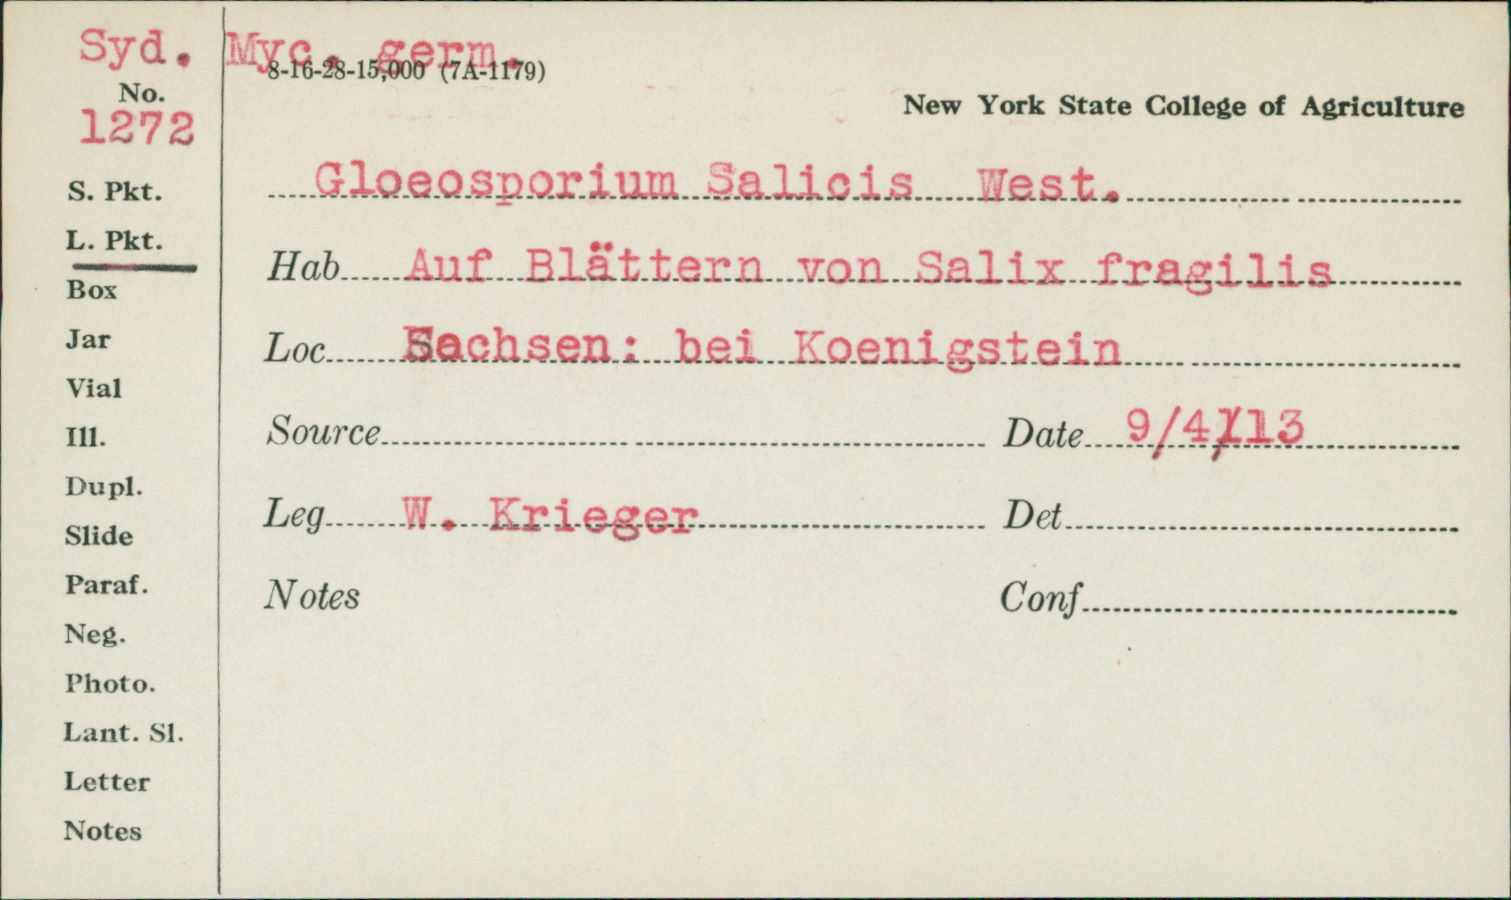 Syd. Myc. germ.
8-16-28-15,000 (7A-1179)
No.
1272
New York State College of Agriculture
S. Pkt.
L. Pkt.
Box
Jar
Vial
Ill.
Dupl.
Slide
Paraf.
Neg.
Photo.
Lant. Sl.
Letter
Notes
Gloeosporium Salicis West.
Hab. Auf Blättern von Salix fragilis
Loc. Sachsen: bei Koenigstein
Source Date 9/4/13
Leg. W. Krieger Det.
Notes Conf.